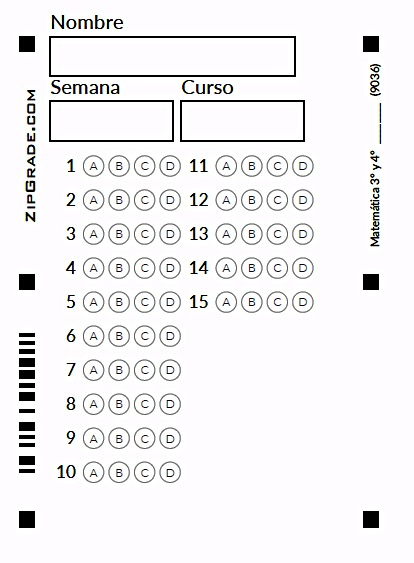 Nombre
Semana Curso
1 A B C D 11 A B C D
2 A B C D 12 A B C D
3 A B C D 13 A B C D
4 A B C D 14 A B C D
5 A B C D 15 A B C D
6 A B C D
7 A B C D
8 A B C D
9 A B C D
10 A B C D
ZIPGRADE.COM
Matemática 3° y 4° ______ (9036)